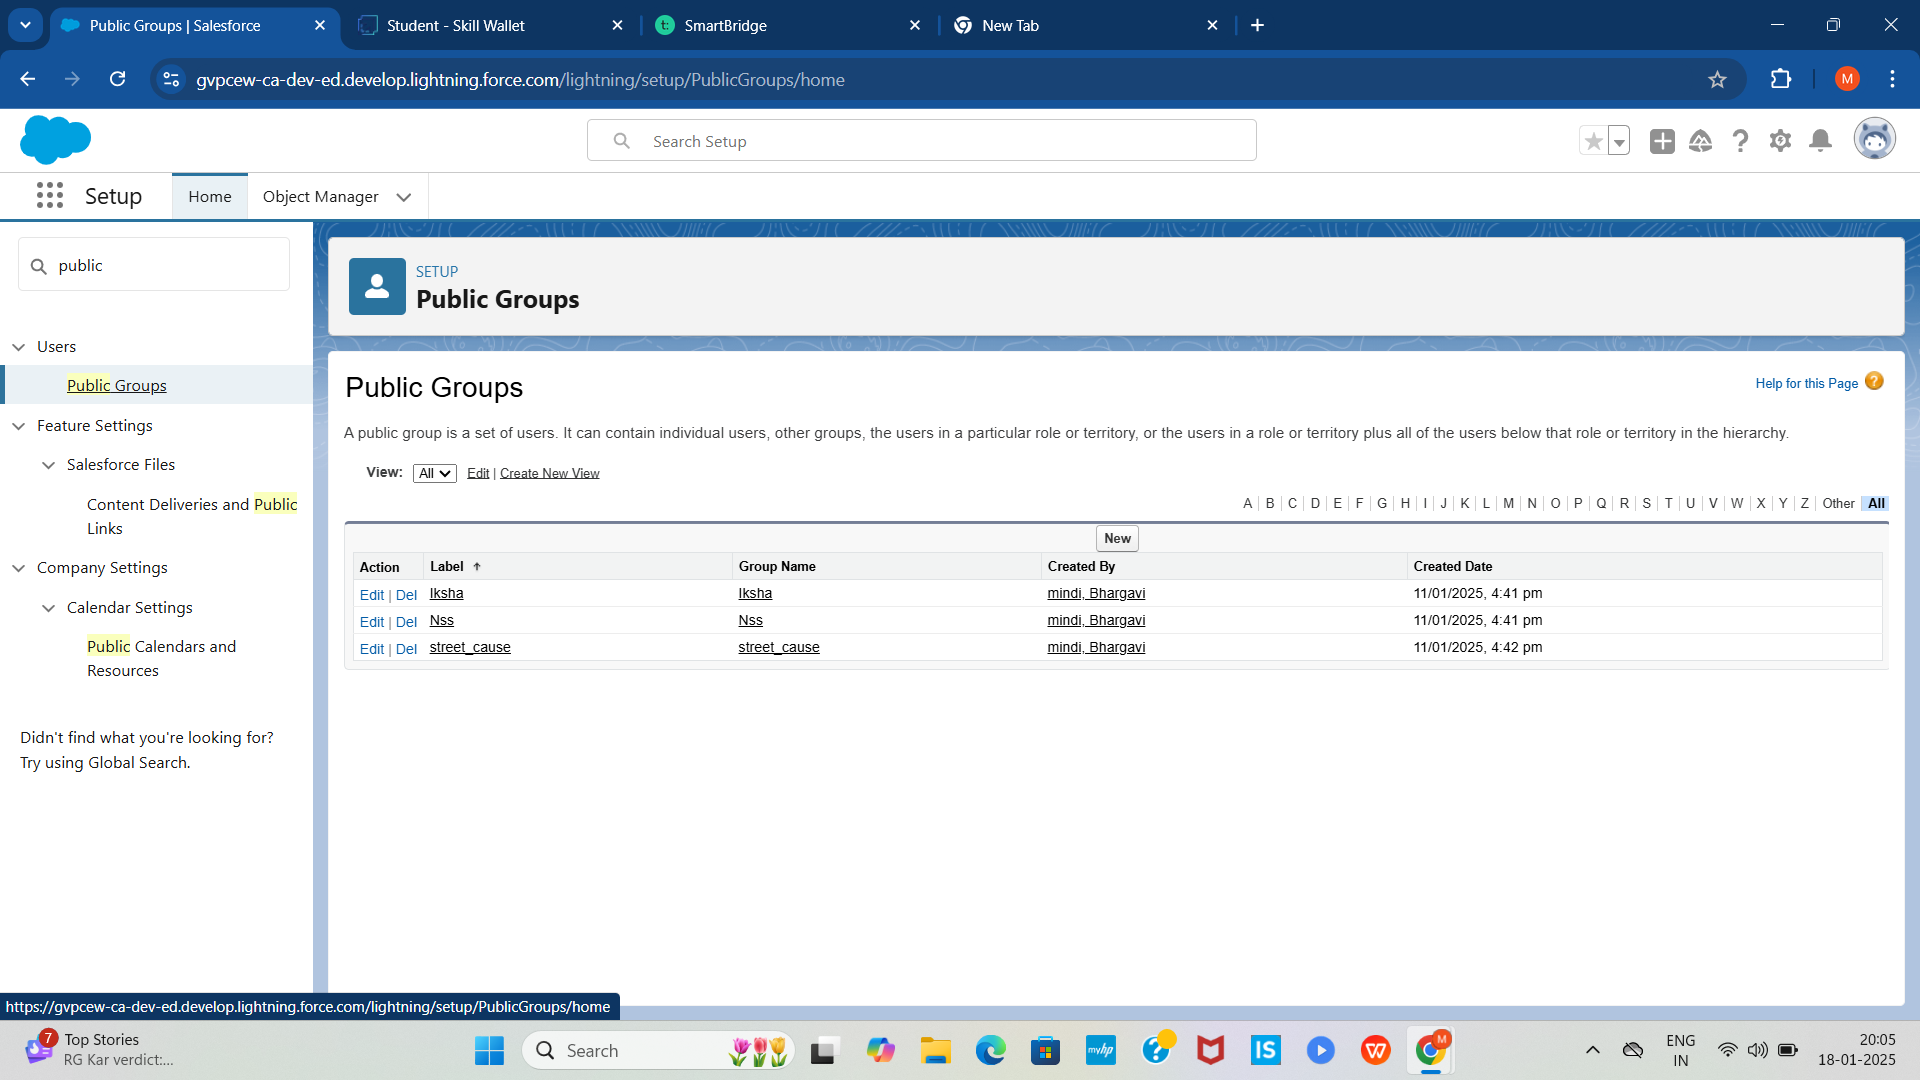 Public Groups | Salesforce
Student - Skill Wallet
SmartBridge
New Tab
gvpcew-ca-dev-ed.develop.lightning.force.com/lightning/setup/PublicGroups/home
M
Search Setup
Setup
Home
Object Manager
public
Users
Public Groups
Feature Settings
Salesforce Files
Content Deliveries and Public
Links
Company Settings
Calendar Settings
Public Calendars and
Resources
Didn't find what you're looking for?
Try using Global Search.
SETUP
Public Groups
Public Groups
Help for this Page ?
A public group is a set of users. It can contain individual users, other groups, the users in a particular role or territory, or the users in a role or territory plus all of the users below that role or territory in the hierarchy.
View: All Edit | Create New View
A | B | C | D | E | F | G | H | I | J | K | L | M | N | O | P | Q | R | S | T | U | V | W | X | Y | Z | Other All
New
Action Label Group Name Created By Created Date
Edit | Del Iksha Iksha mindi, Bhargavi 11/01/2025, 4:41 pm
Edit | Del Nss Nss mindi, Bhargavi 11/01/2025, 4:41 pm
Edit | Del street_cause street_cause mindi, Bhargavi 11/01/2025, 4:42 pm
https://gvpcew-ca-dev-ed.develop.lightning.force.com/lightning/setup/PublicGroups/home
7
Top Stories
RG Kar verdict:...
Search
myhp
?
IS
W
M
ENG
IN
20:05
18-01-2025